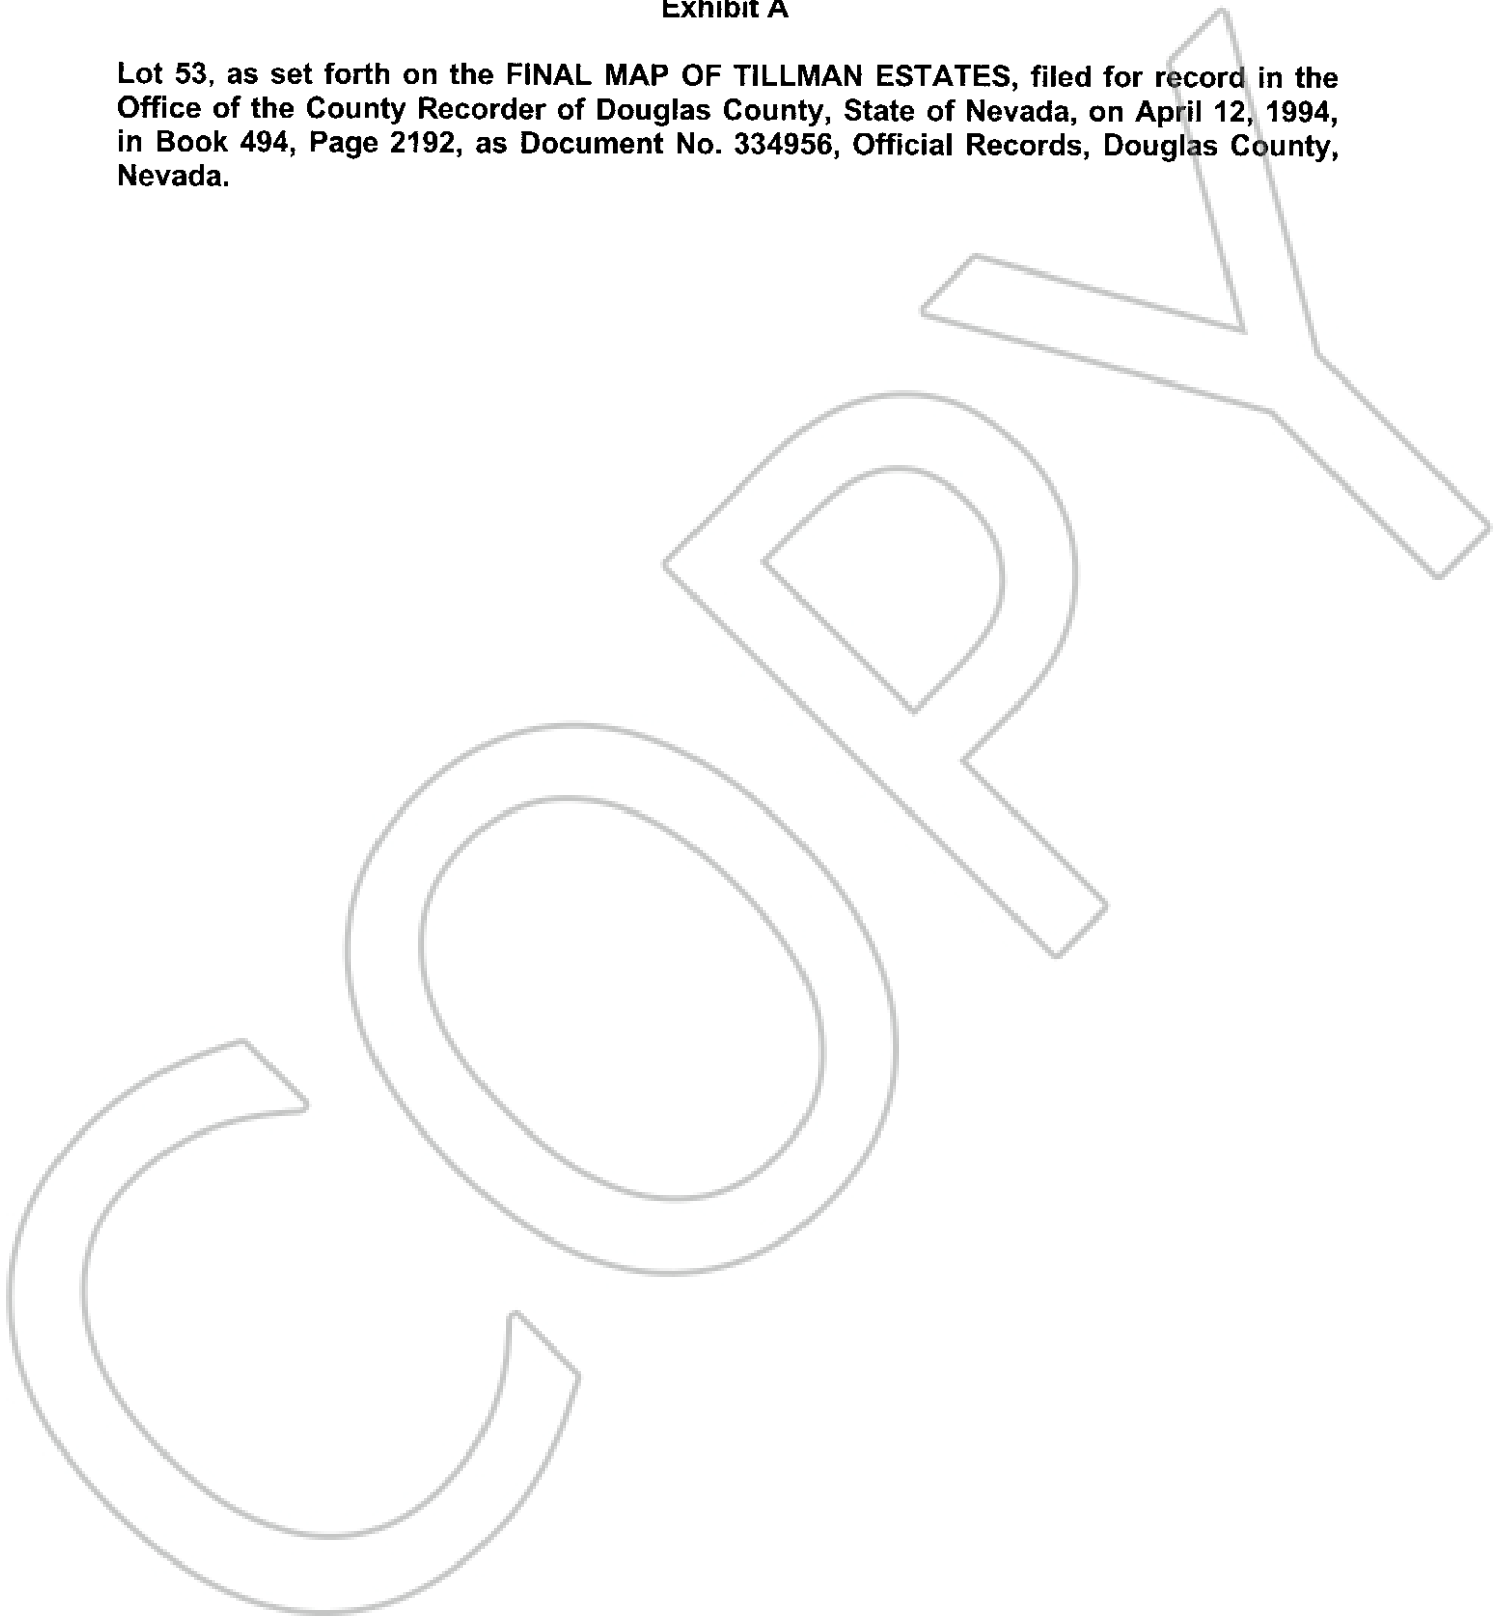 Exhibit A
Lot 53, as set forth on the FINAL MAP OF TILLMAN ESTATES, filed for record in the
Office of the County Recorder of Douglas County, State of Nevada, on April 12, 1994,
in Book 494, Page 2192, as Document No. 334956, Official Records, Douglas County,
Nevada.
COPY